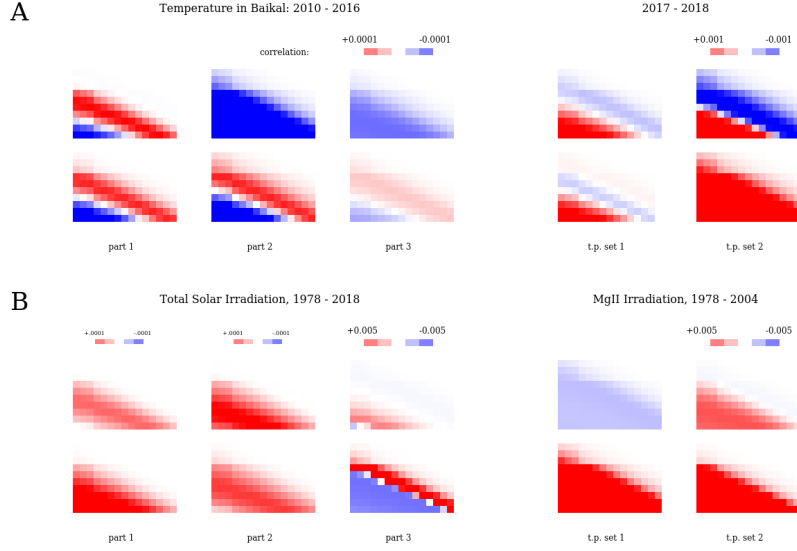 A
Temperature in Baikal: 2010 - 2016
2017 - 2018
correlation:
+0.0001
-0.0001
+0.001
-0.001
part 1
part 2
part 3
t.p. set 1
t.p. set 2
B
Total Solar Irradiation, 1978 - 2018
MgII Irradiation, 1978 - 2004
+.0001
-.0001
+.0001
-.0001
+0.005
-0.005
+0.005
-0.005
part 1
part 2
part 3
t.p. set 1
t.p. set 2